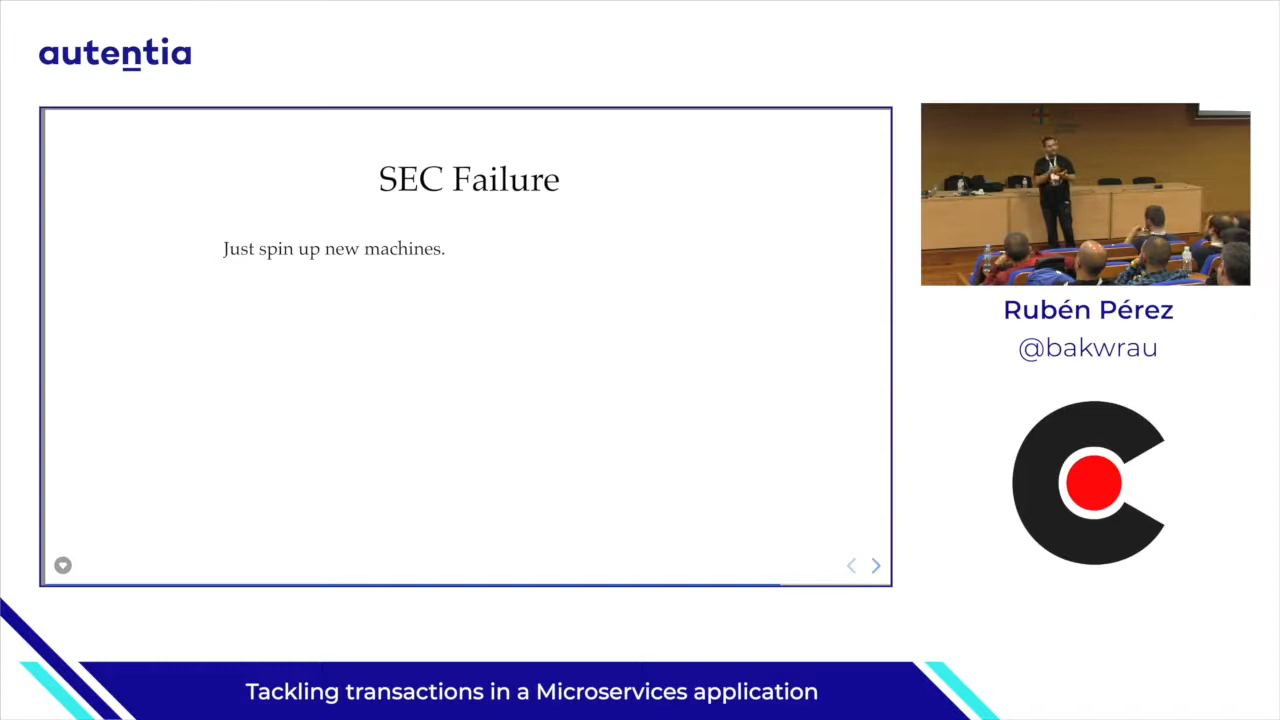 autentia
SEC Failure
Just spin up new machines.
Rubén Pérez
@bakwrau
Tackling transactions in a Microservices application